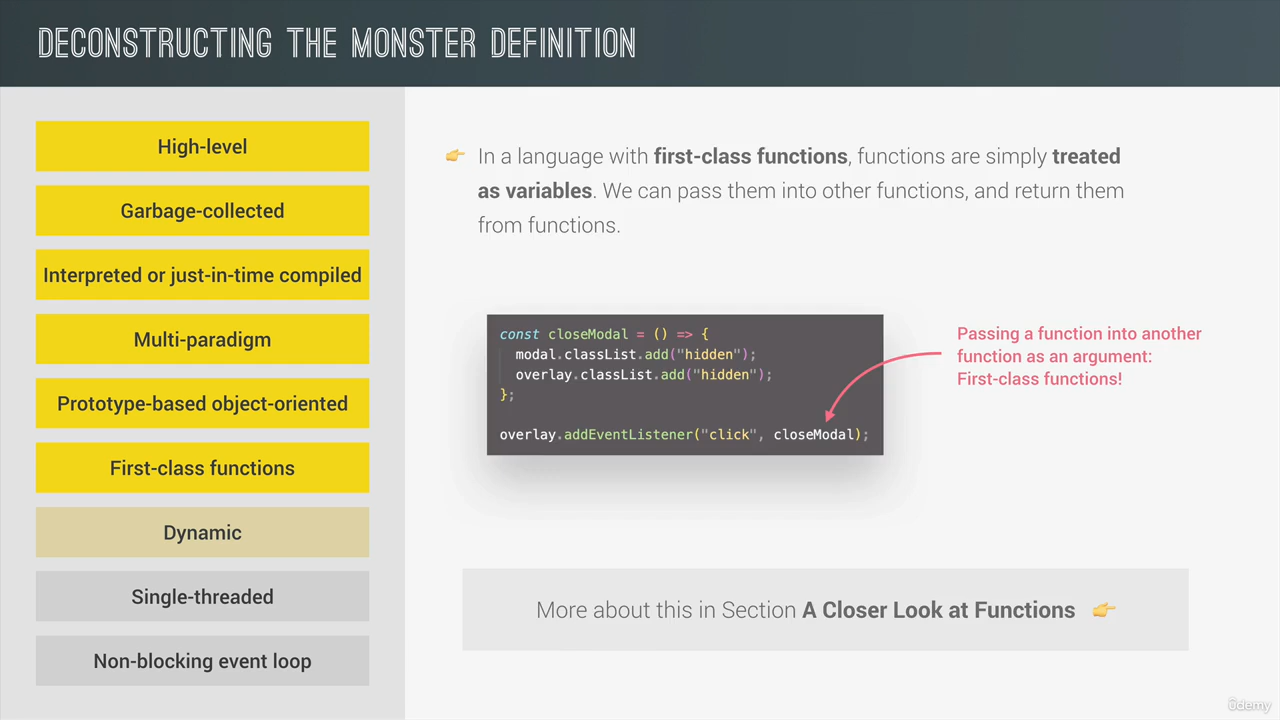 DECONSTRUCTING THE MONSTER DEFINITION
High-level
Garbage-collected
Interpreted or just-in-time compiled
Multi-paradigm
Prototype-based object-oriented
First-class functions
Dynamic
Single-threaded
Non-blocking event loop
👉 In a language with first-class functions, functions are simply treated
as variables. We can pass them into other functions, and return them
from functions.
const closeModal = () => {
  modal.classList.add("hidden");
  overlay.classList.add("hidden");
};
overlay.addEventListener("click", closeModal);
Passing a function into another
function as an argument:
First-class functions!
More about this in Section A Closer Look at Functions 👉
ûdemy